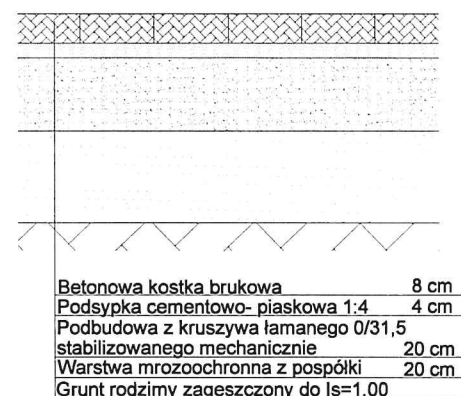 Betonowa kostka brukowa 8 cm
Podsypka cementowo- piaskowa 1:4 4 cm
Podbudowa z kruszywa łamanego 0/31,5
stabilizowanego mechanicznie 20 cm
Warstwa mrozoochronna z pospółki 20 cm
Grunt rodzimy zagęszczony do Is=1,00